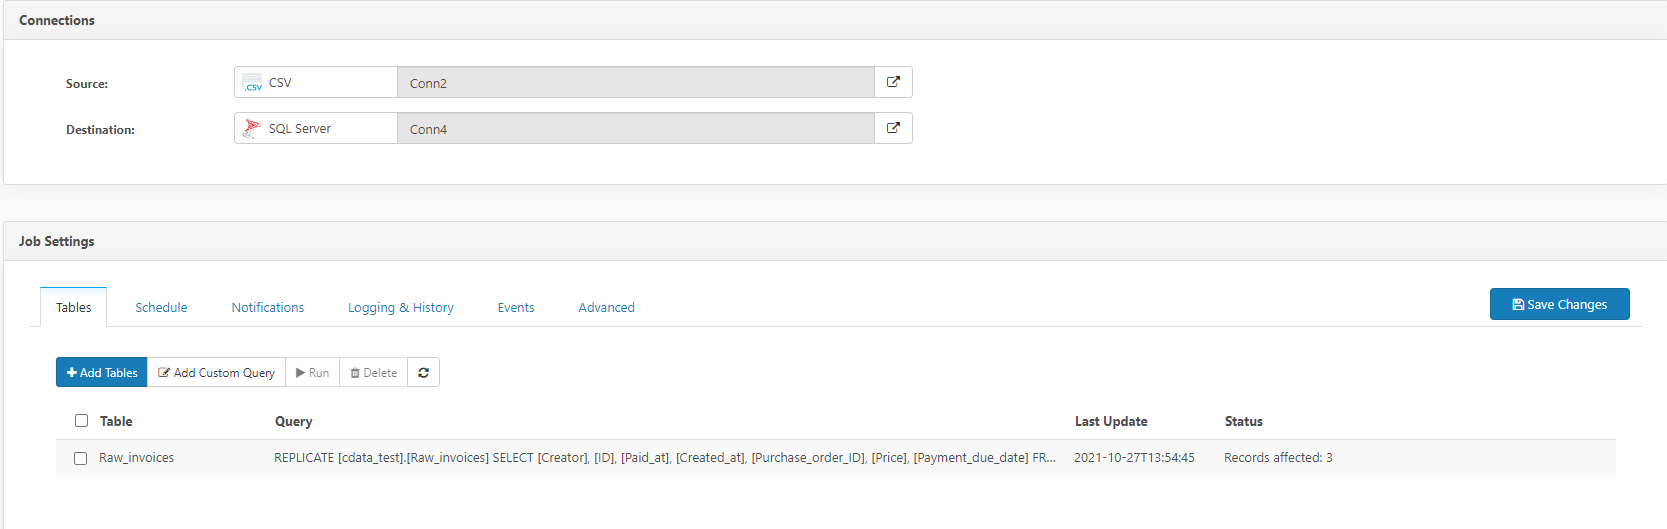 Connections
Source: CSV Conn2
Destination: SQL Server Conn4
Job Settings
Tables Schedule Notifications Logging & History Events Advanced Save Changes
Add Tables Add Custom Query Run Delete
Table Query Last Update Status
Raw_invoices REPLICATE [cdata_test].[Raw_invoices] SELECT [Creator], [ID], [Paid_at], [Created_at], [Purchase_order_ID], [Price], [Payment_due_date] FR... 2021-10-27T13:54:45 Records affected: 3